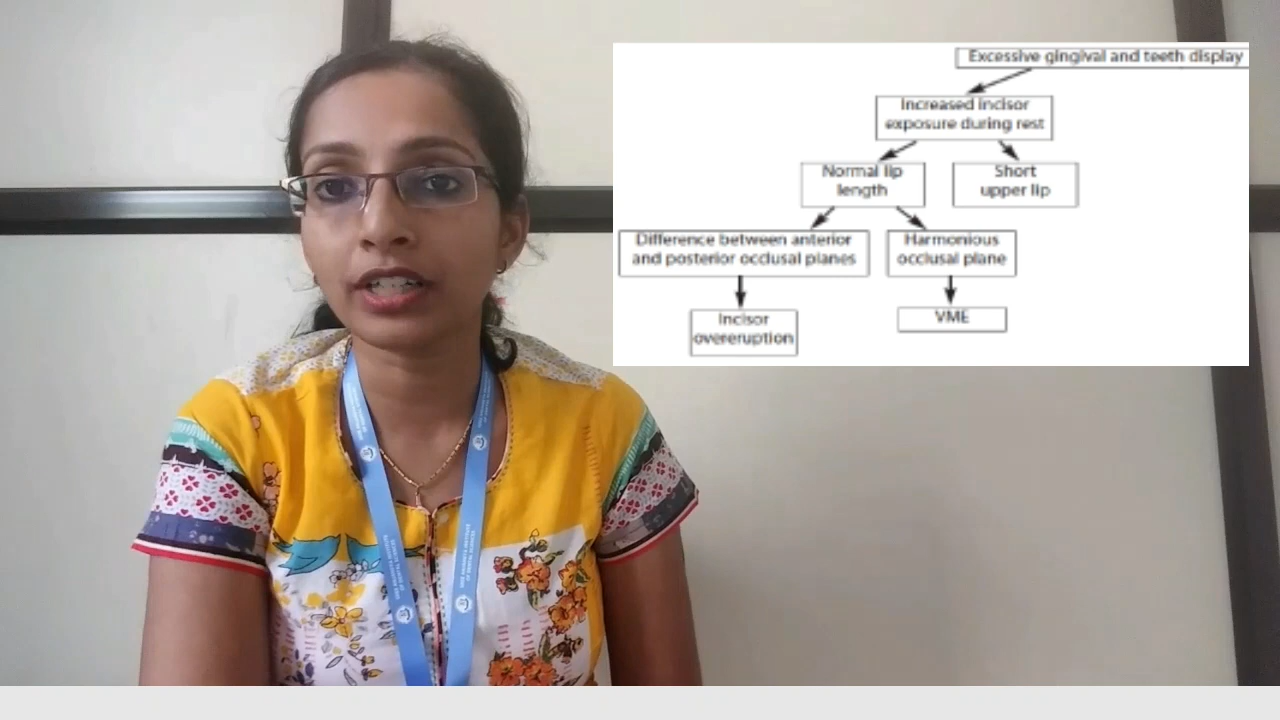 Excessive gingival and teeth display
Increased incisor
exposure during rest
Normal lip
length
Short
upper lip
Difference between anterior
and posterior occlusal planes
Harmonious
occlusal plane
Incisor
overeruption
VME